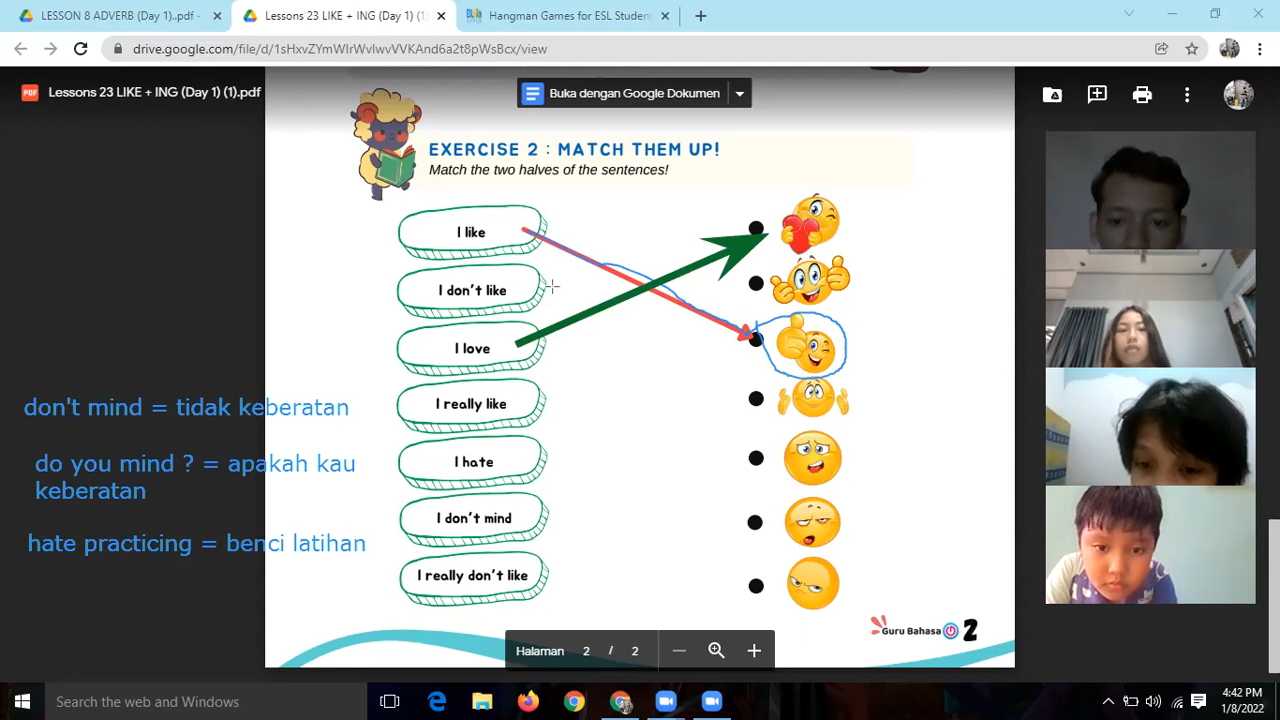 LESSON 8 ADVERB (Day 1)..pdf -
Lessons 23 LIKE + ING (Day 1) (1)
Hangman Games for ESL Student
drive.google.com/file/d/1sHxvZYmWIrWvIwvVVKAnd6a2t8pWsBcx/view
Lessons 23 LIKE + ING (Day 1) (1).pdf
Buka dengan Google Dokumen
EXERCISE 2 : MATCH THEM UP!
Match the two halves of the sentences!
I like
I don't like
I love
I really like
I hate
I don't mind
I really don't like
don't mind = tidak keberatan
do you mind ? = apakah kau
keberatan
hate practicing = benci latihan
Guru Bahasa 2
Halaman 2 / 2
Search the web and Windows
4:42 PM
1/8/2022